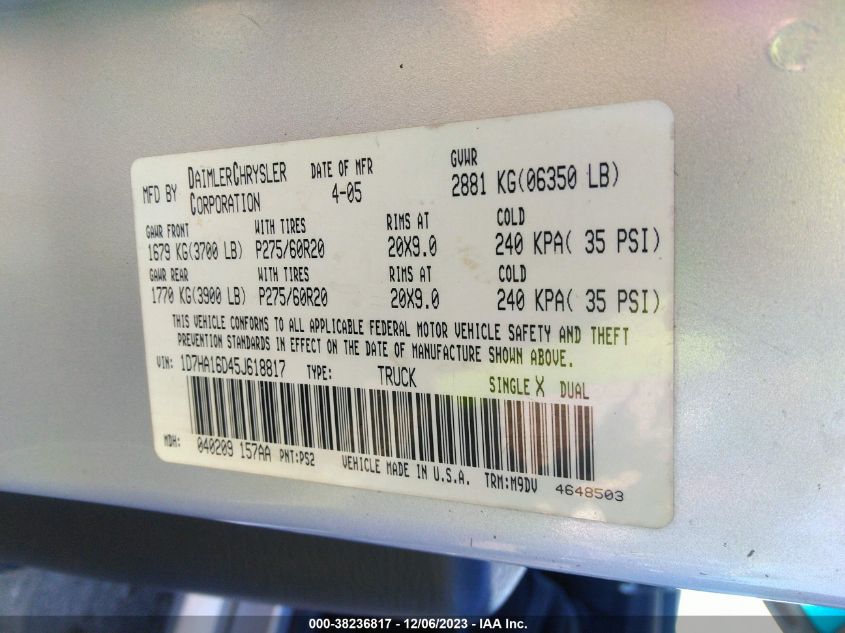 MFD BY DAIMLERCHRYSLER CORPORATION DATE OF MFR 4-05 GVWR 2881 KG(06350 LB)
GAWR FRONT WITH TIRES RIMS AT COLD
1679 KG(3700 LB) P275/60R20 20X9.0 240 KPA( 35 PSI)
GAWR REAR WITH TIRES RIMS AT COLD
1770 KG(3900 LB) P275/60R20 20X9.0 240 KPA( 35 PSI)
THIS VEHICLE CONFORMS TO ALL APPLICABLE FEDERAL MOTOR VEHICLE SAFETY AND THEFT
PREVENTION STANDARDS IN EFFECT ON THE DATE OF MANUFACTURE SHOWN ABOVE.
VIN: 1D7HA16D45J618817 TYPE: TRUCK SINGLE X DUAL
MDH: 040209 157AA PNT:PS2 VEHICLE MADE IN U.S.A. TRM:M9DV 4648503
000-38236817 - 12/06/2023 - IAA Inc.